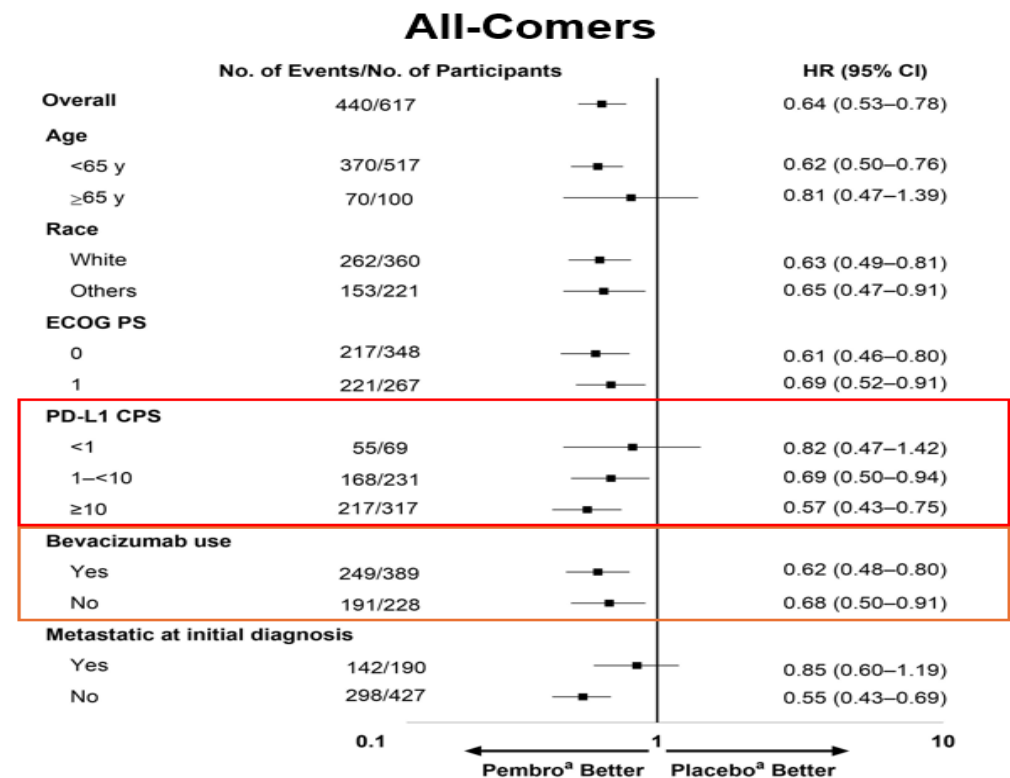 All-Comers
No. of Events/No. of Participants HR (95% CI)
Overall 440/617 0.64 (0.53–0.78)
Age
<65 y 370/517 0.62 (0.50–0.76)
≥65 y 70/100 0.81 (0.47–1.39)
Race
White 262/360 0.63 (0.49–0.81)
Others 153/221 0.65 (0.47–0.91)
ECOG PS
0 217/348 0.61 (0.46–0.80)
1 221/267 0.69 (0.52–0.91)
PD-L1 CPS
<1 55/69 0.82 (0.47–1.42)
1–<10 168/231 0.69 (0.50–0.94)
≥10 217/317 0.57 (0.43–0.75)
Bevacizumab use
Yes 249/389 0.62 (0.48–0.80)
No 191/228 0.68 (0.50–0.91)
Metastatic at initial diagnosis
Yes 142/190 0.85 (0.60–1.19)
No 298/427 0.55 (0.43–0.69)
0.1 1 10
Pembroᵃ Better Placeboᵃ Better